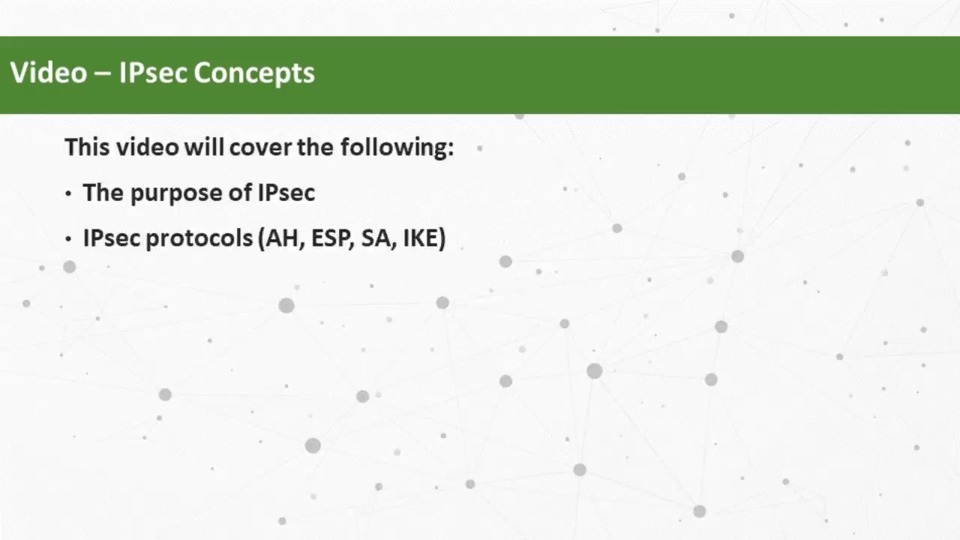 Video – IPsec Concepts
This video will cover the following:
• The purpose of IPsec
• IPsec protocols (AH, ESP, SA, IKE)